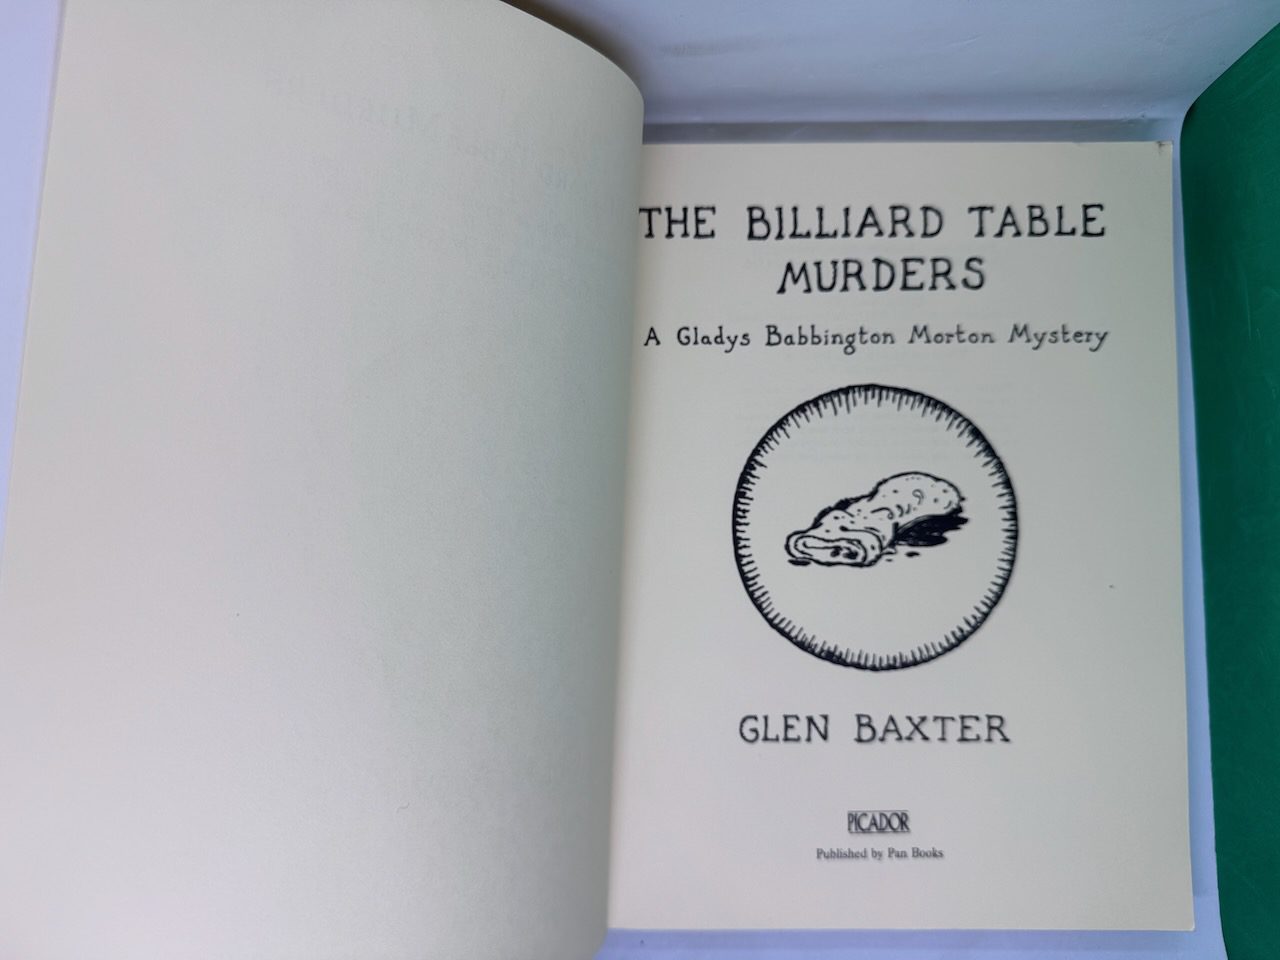 THE BILLIARD TABLE
MURDERS
A Gladys Babbington Morton Mystery
GLEN BAXTER
PICADOR
Published by Pan Books